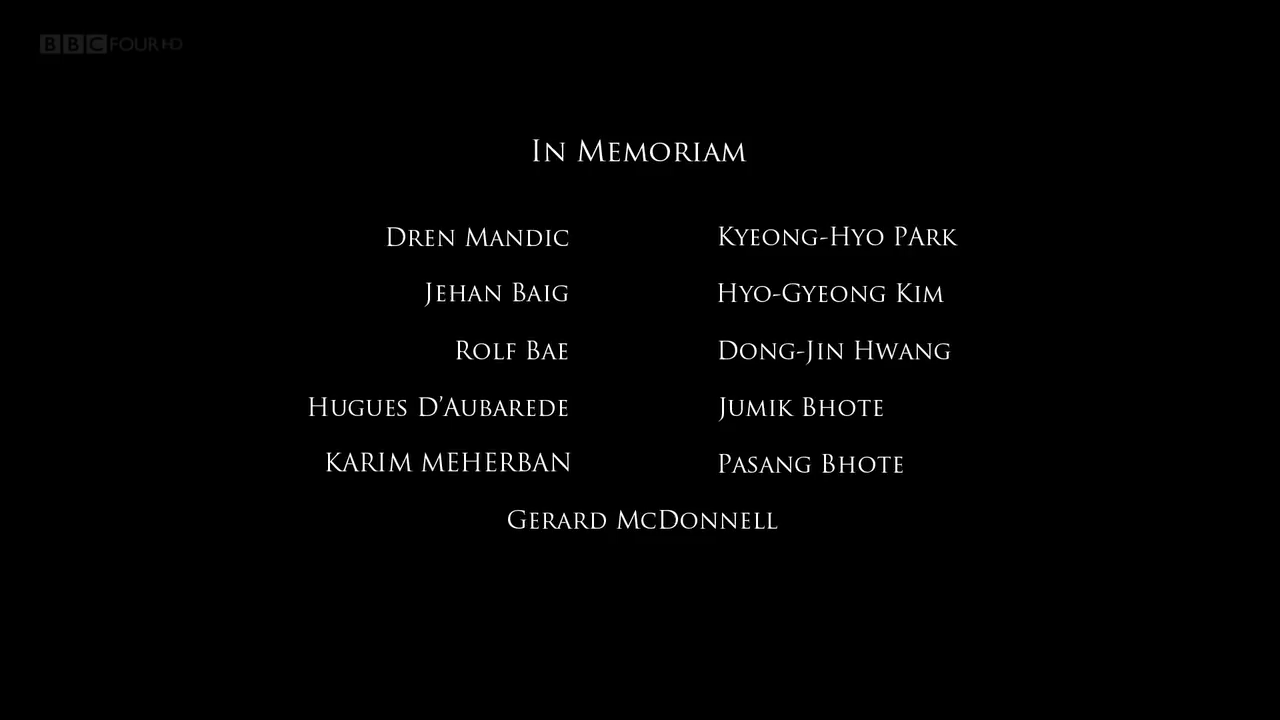 BBC FOUR HD
In Memoriam
Dren Mandic Kyeong-Hyo PArk
Jehan Baig Hyo-Gyeong Kim
Rolf Bae Dong-Jin Hwang
Hugues D'Aubarede Jumik Bhote
KARIM MEHERBAN Pasang Bhote
Gerard McDonnell